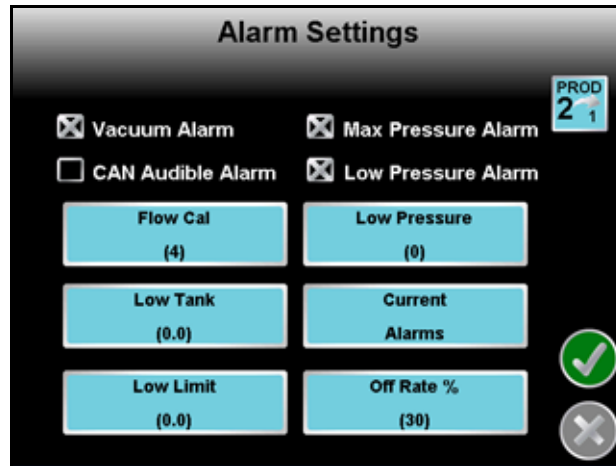 Alarm Settings
PROD
2 1
Vacuum Alarm
Max Pressure Alarm
CAN Audible Alarm
Low Pressure Alarm
Flow Cal
(4)
Low Pressure
(0)
Low Tank
(0.0)
Current
Alarms
Low Limit
(0.0)
Off Rate %
(30)